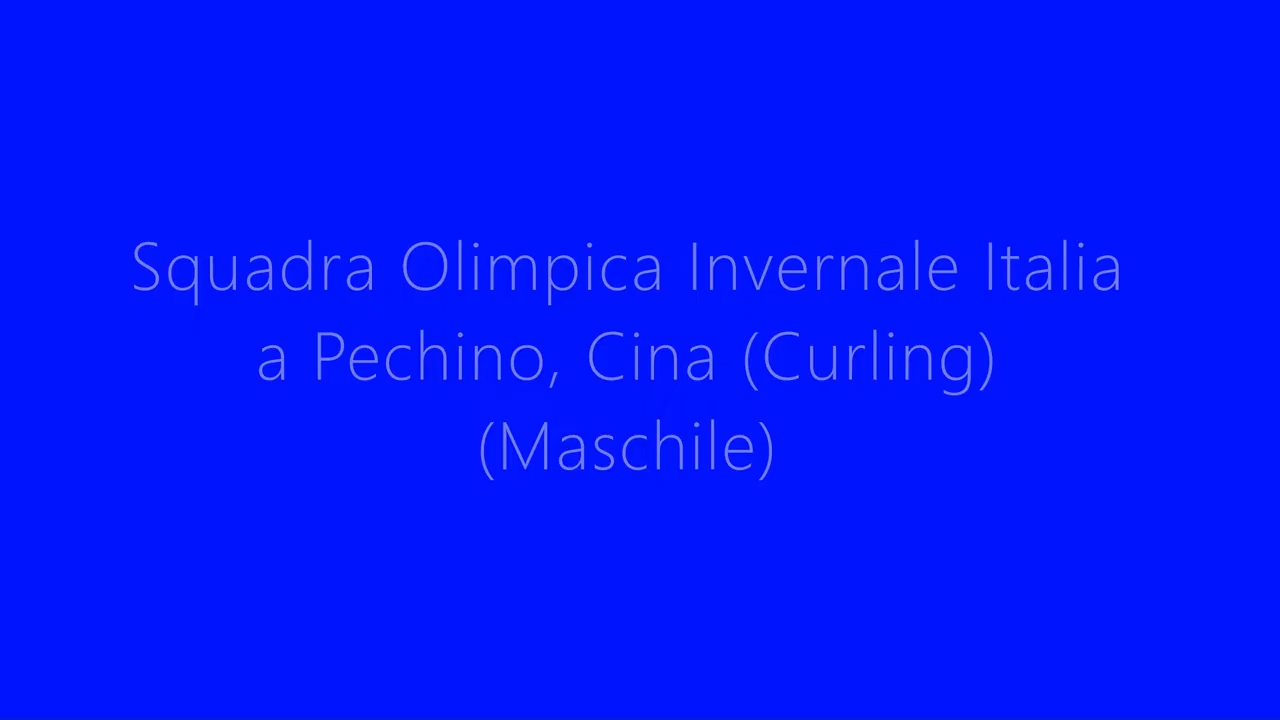 Squadra Olimpica Invernale Italia
a Pechino, Cina (Curling)
(Maschile)